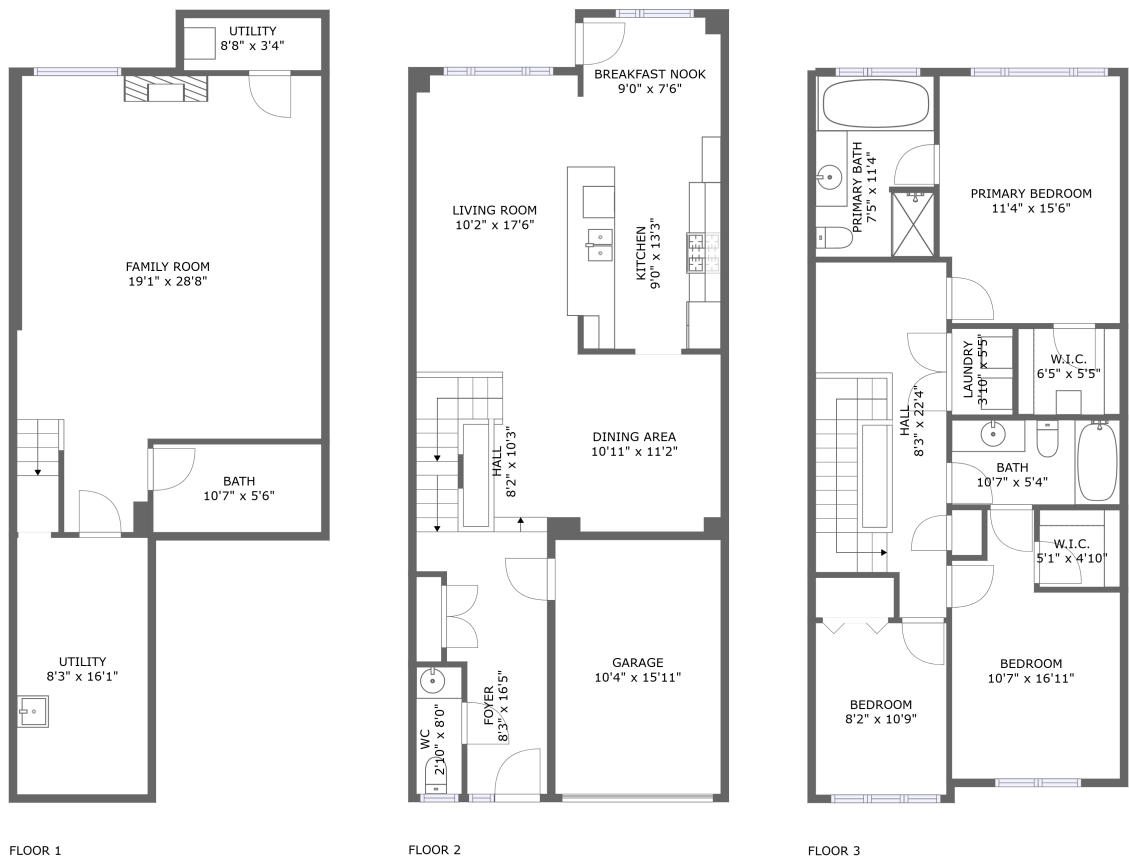 UTILITY
8'8" x 3'4"
FAMILY ROOM
19'1" x 28'8"
BATH
10'7" x 5'6"
UTILITY
8'3" x 16'1"
FLOOR 1
BREAKFAST NOOK
9'0" x 7'6"
LIVING ROOM
10'2" x 17'6"
KITCHEN
9'0" x 13'3"
DINING AREA
10'11" x 11'2"
HALL
8'2" x 10'3"
GARAGE
10'4" x 15'11"
FOYER
8'3" x 16'5"
WC
2'10" x 8'0"
FLOOR 2
PRIMARY BATH
7'5" x 11'4"
PRIMARY BEDROOM
11'4" x 15'6"
LAUNDRY
3'10" x 5'5"
W.I.C.
6'5" x 5'5"
HALL
8'3" x 22'4"
BATH
10'7" x 5'4"
W.I.C.
5'1" x 4'10"
BEDROOM
10'7" x 16'11"
BEDROOM
8'2" x 10'9"
FLOOR 3